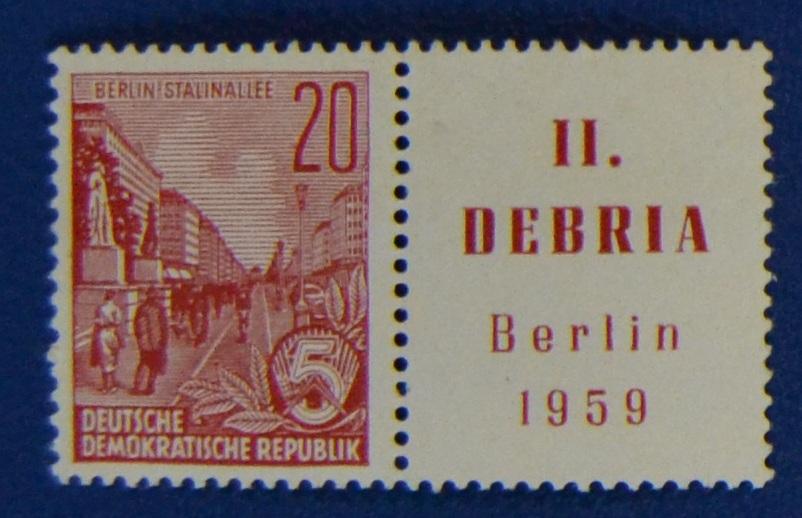 BERLIN-STALINALLEE
20
5
DEUTSCHE
DEMOKRATISCHE REPUBLIK
II.
DEBRIA
Berlin
1959